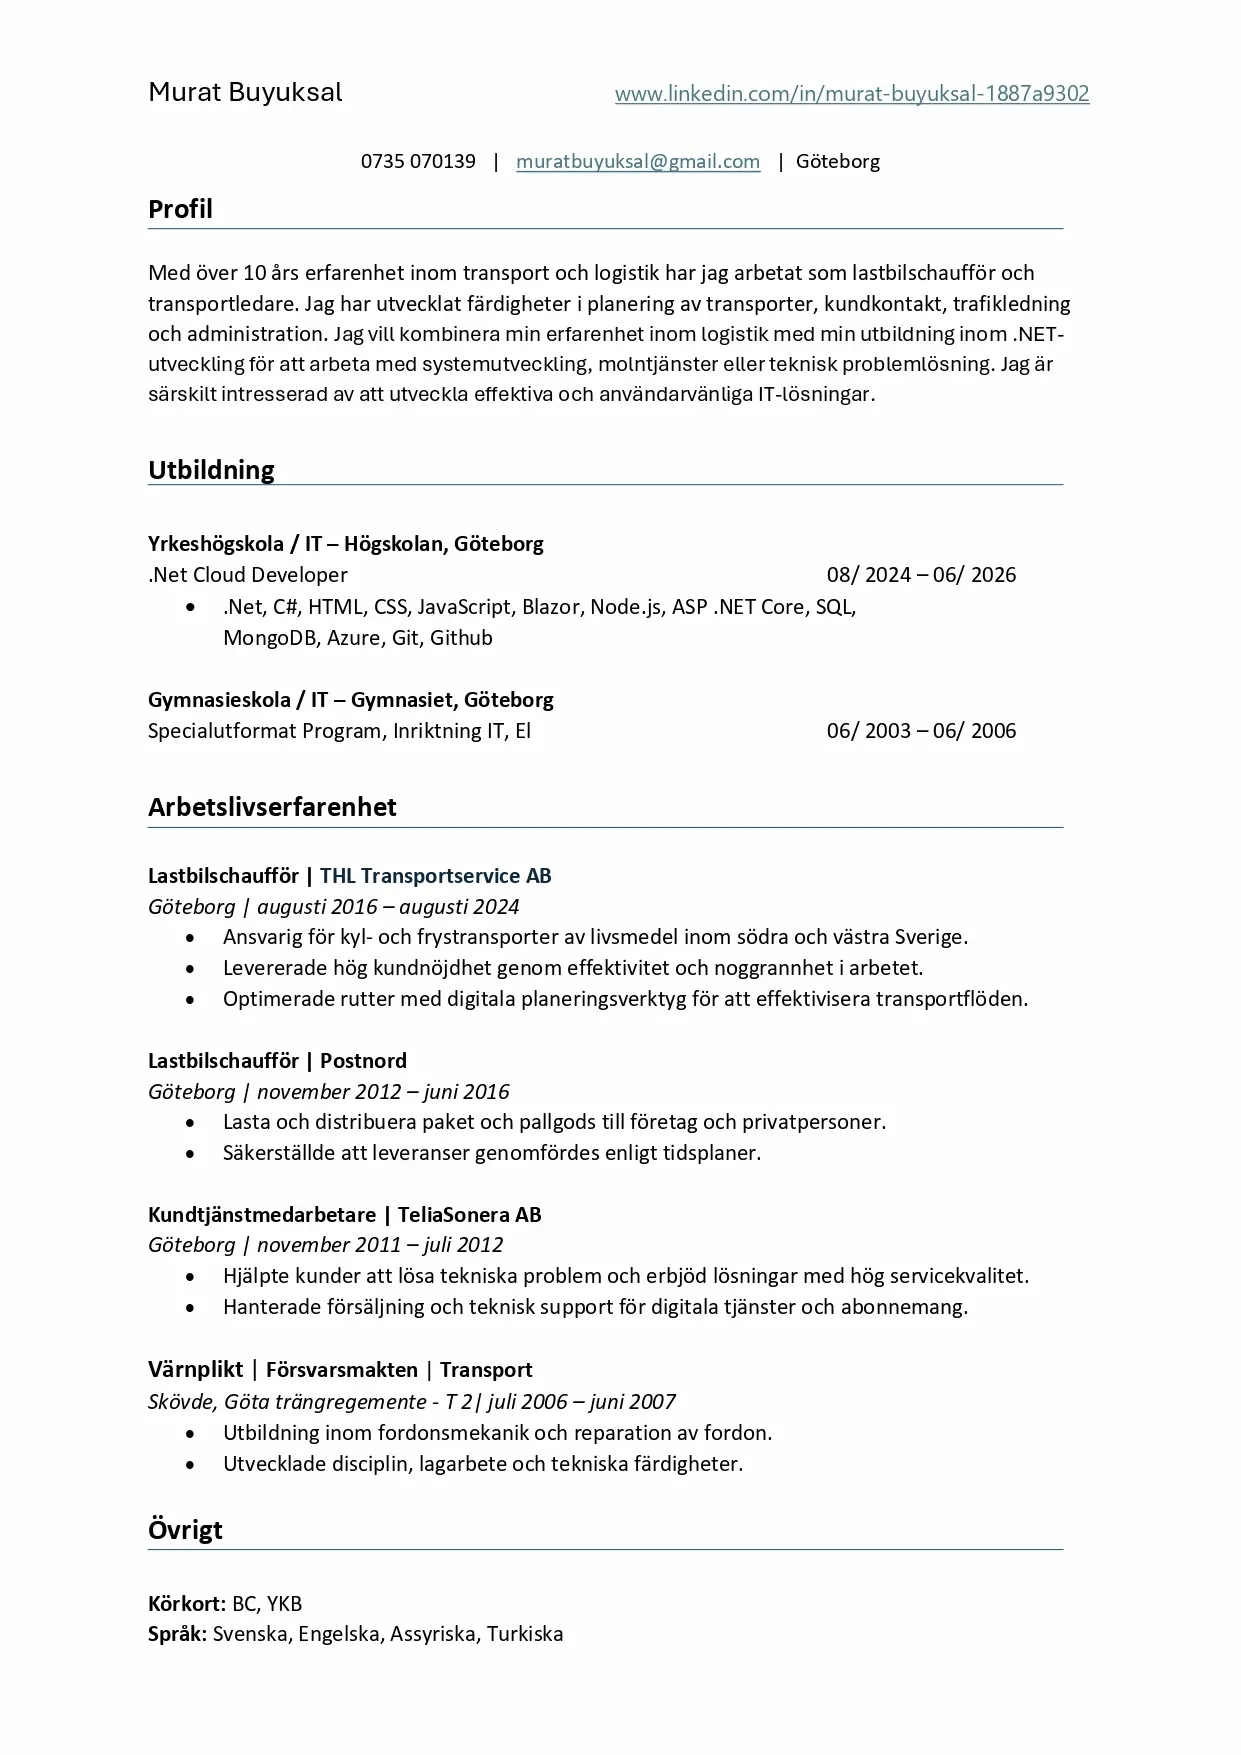 Murat Buyuksal www.linkedin.com/in/murat-buyuksal-1887a9302
0735 070139 | muratbuyuksal@gmail.com | Göteborg
Profil
Med över 10 års erfarenhet inom transport och logistik har jag arbetat som lastbilschaufför och
transportledare. Jag har utvecklat färdigheter i planering av transporter, kundkontakt, trafikledning
och administration. Jag vill kombinera min erfarenhet inom logistik med min utbildning inom .NET-
utveckling för att arbeta med systemutveckling, molntjänster eller teknisk problemlösning. Jag är
särskilt intresserad av att utveckla effektiva och användarvänliga IT-lösningar.
Utbildning
Yrkeshögskola / IT – Högskolan, Göteborg
.Net Cloud Developer 08/ 2024 – 06/ 2026
• .Net, C#, HTML, CSS, JavaScript, Blazor, Node.js, ASP .NET Core, SQL,
MongoDB, Azure, Git, Github
Gymnasieskola / IT – Gymnasiet, Göteborg
Specialutformat Program, Inriktning IT, El 06/ 2003 – 06/ 2006
Arbetslivserfarenhet
Lastbilschaufför | THL Transportservice AB
Göteborg | augusti 2016 – augusti 2024
• Ansvarig för kyl- och frystransporter av livsmedel inom södra och västra Sverige.
• Levererade hög kundnöjdhet genom effektivitet och noggrannhet i arbetet.
• Optimerade rutter med digitala planeringsverktyg för att effektivisera transportflöden.
Lastbilschaufför | Postnord
Göteborg | november 2012 – juni 2016
• Lasta och distribuera paket och pallgods till företag och privatpersoner.
• Säkerställde att leveranser genomfördes enligt tidsplaner.
Kundtjänstmedarbetare | TeliaSonera AB
Göteborg | november 2011 – juli 2012
• Hjälpte kunder att lösa tekniska problem och erbjöd lösningar med hög servicekvalitet.
• Hanterade försäljning och teknisk support för digitala tjänster och abonnemang.
Värnplikt | Försvarsmakten | Transport
Skövde, Göta trängregemente - T 2| juli 2006 – juni 2007
• Utbildning inom fordonsmekanik och reparation av fordon.
• Utvecklade disciplin, lagarbete och tekniska färdigheter.
Övrigt
Körkort: BC, YKB
Språk: Svenska, Engelska, Assyriska, Turkiska